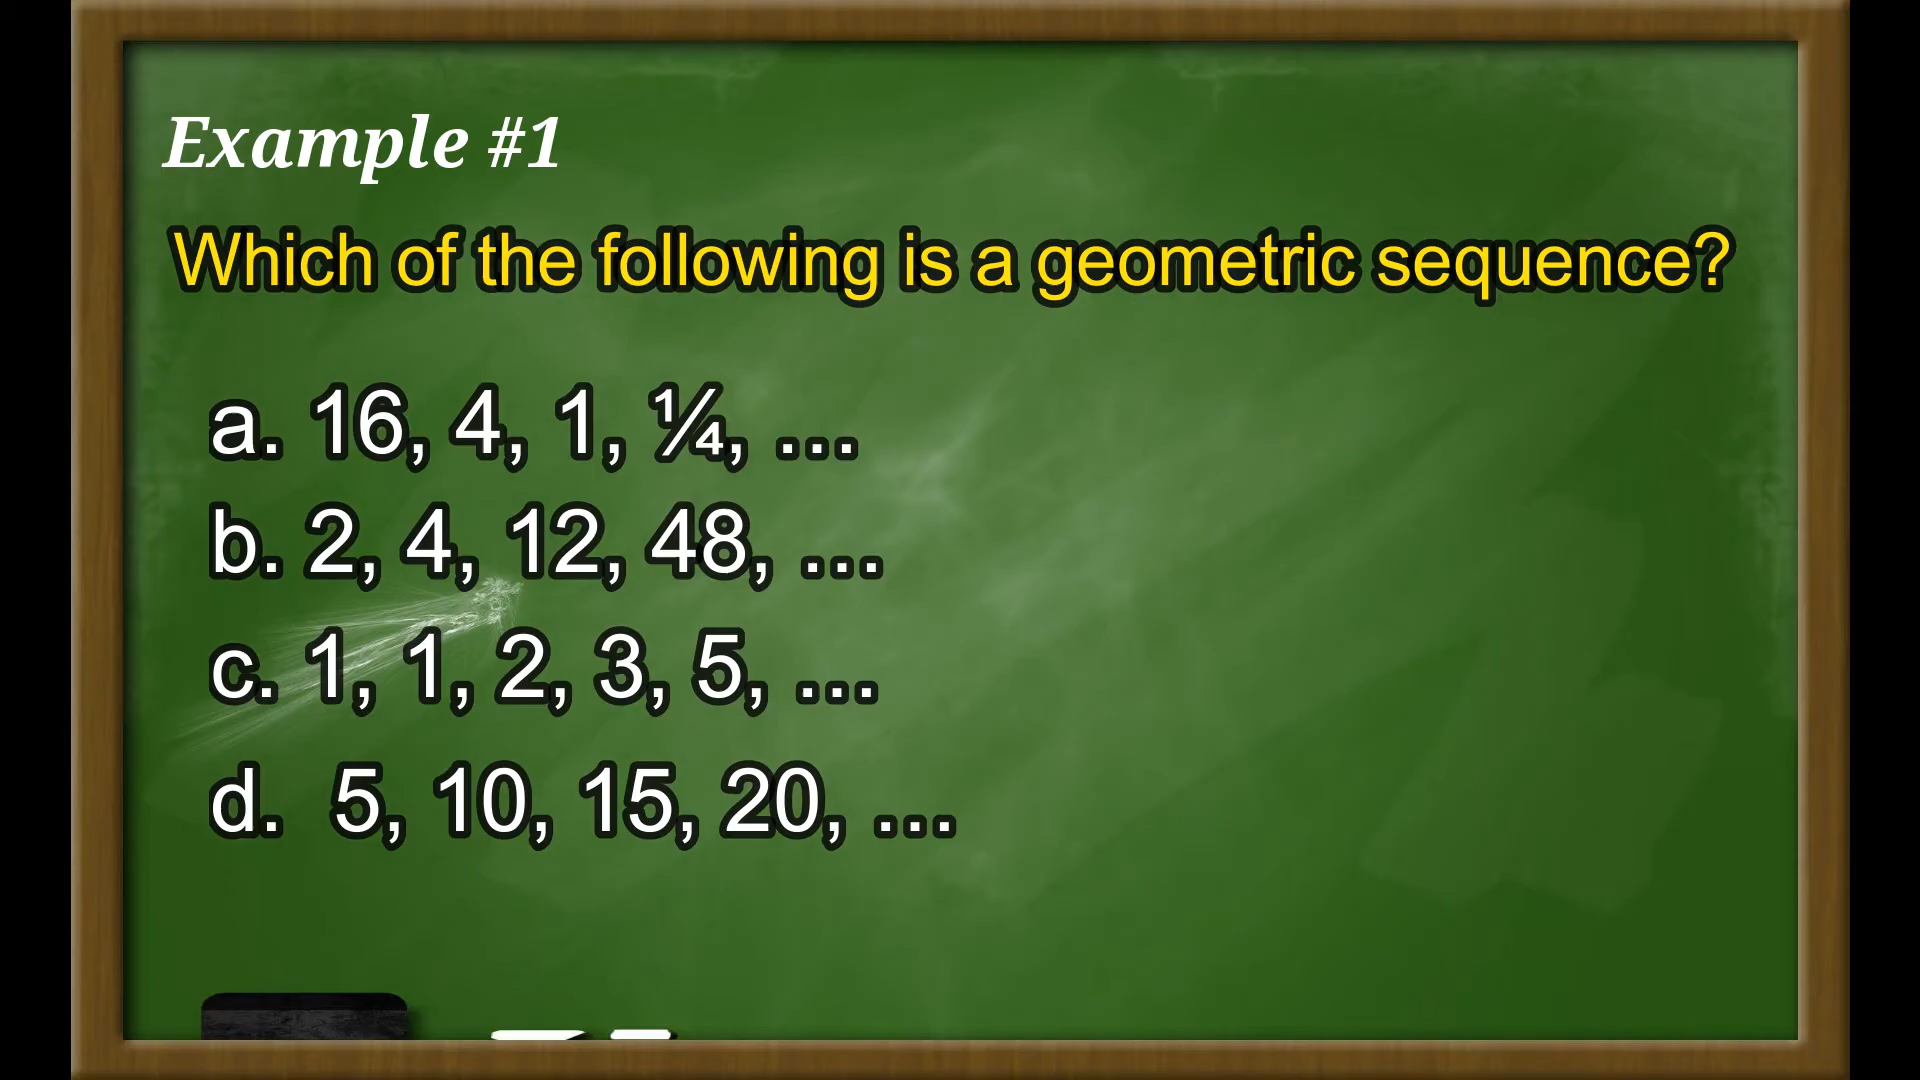 Example #1
Which of the following is a geometric sequence?
a. 16, 4, 1, ¼, ...
b. 2, 4, 12, 48, ...
c. 1, 1, 2, 3, 5, ...
d. 5, 10, 15, 20, ...